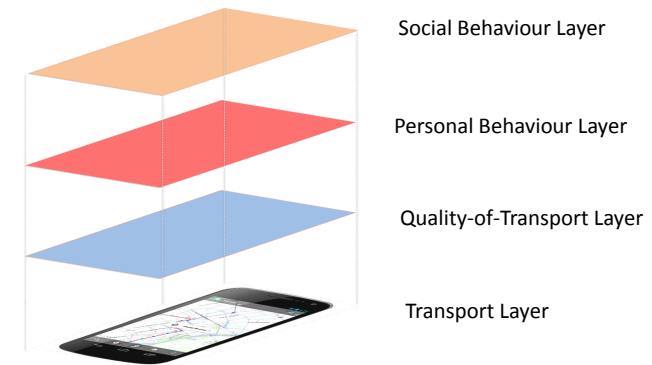 Social Behaviour Layer
Personal Behaviour Layer
Quality-of-Transport Layer
Transport Layer